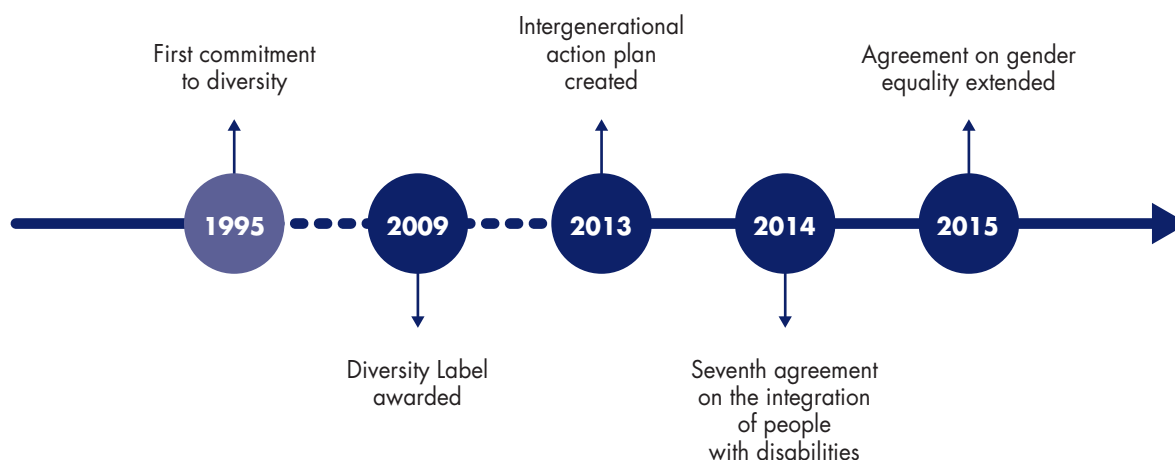 First commitment
to diversity
Intergenerational
action plan
created
Agreement on gender
equality extended
1995
2009
2013
2014
2015
Diversity Label
awarded
Seventh agreement
on the integration
of people
with disabilities